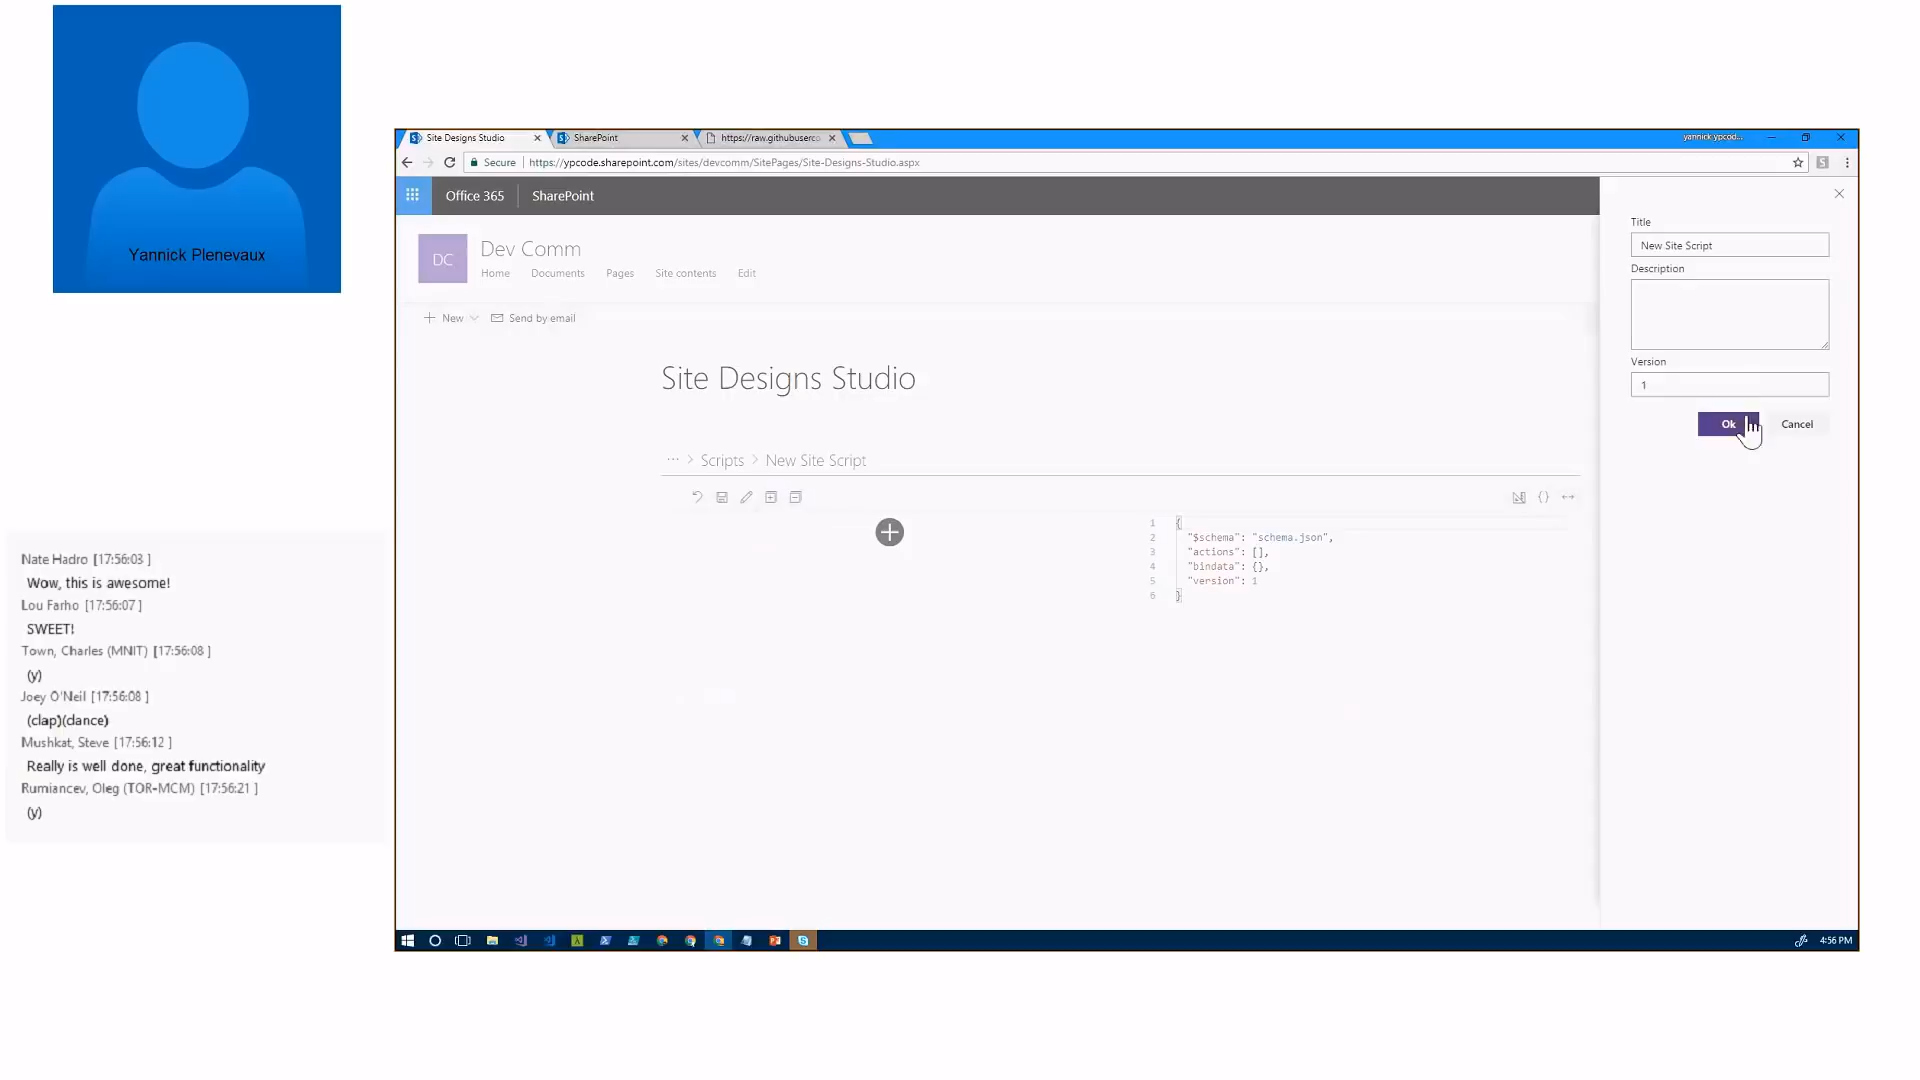 Yannick Plenevaux
Nate Hadro [17:56:03 ]
Wow, this is awesome!
Lou Farho [17:56:07 ]
SWEET!
Town, Charles (MNIT) [17:56:08 ]
(y)
Joey O'Neil [17:56:08 ]
(clap)(dance)
Mushkat, Steve [17:56:12 ]
Really is well done, great functionality
Rumiancev, Oleg (TOR-MCM) [17:56:21 ]
(y)
Site Designs Studio
SharePoint
https://raw.githubuserco
yannick-ypcod...
Secure
https://ypcode.sharepoint.com/sites/devcomm/SitePages/Site-Designs-Studio.aspx
Office 365
SharePoint
DC
Dev Comm
Home Documents Pages Site contents Edit
New
Send by email
Site Designs Studio
... > Scripts > New Site Script
1 {
2 "$schema": "schema.json",
3 "actions": [],
4 "bindata": {},
5 "version": 1
6 }
Title
New Site Script
Description
Version
1
Ok
Cancel
4:56 PM